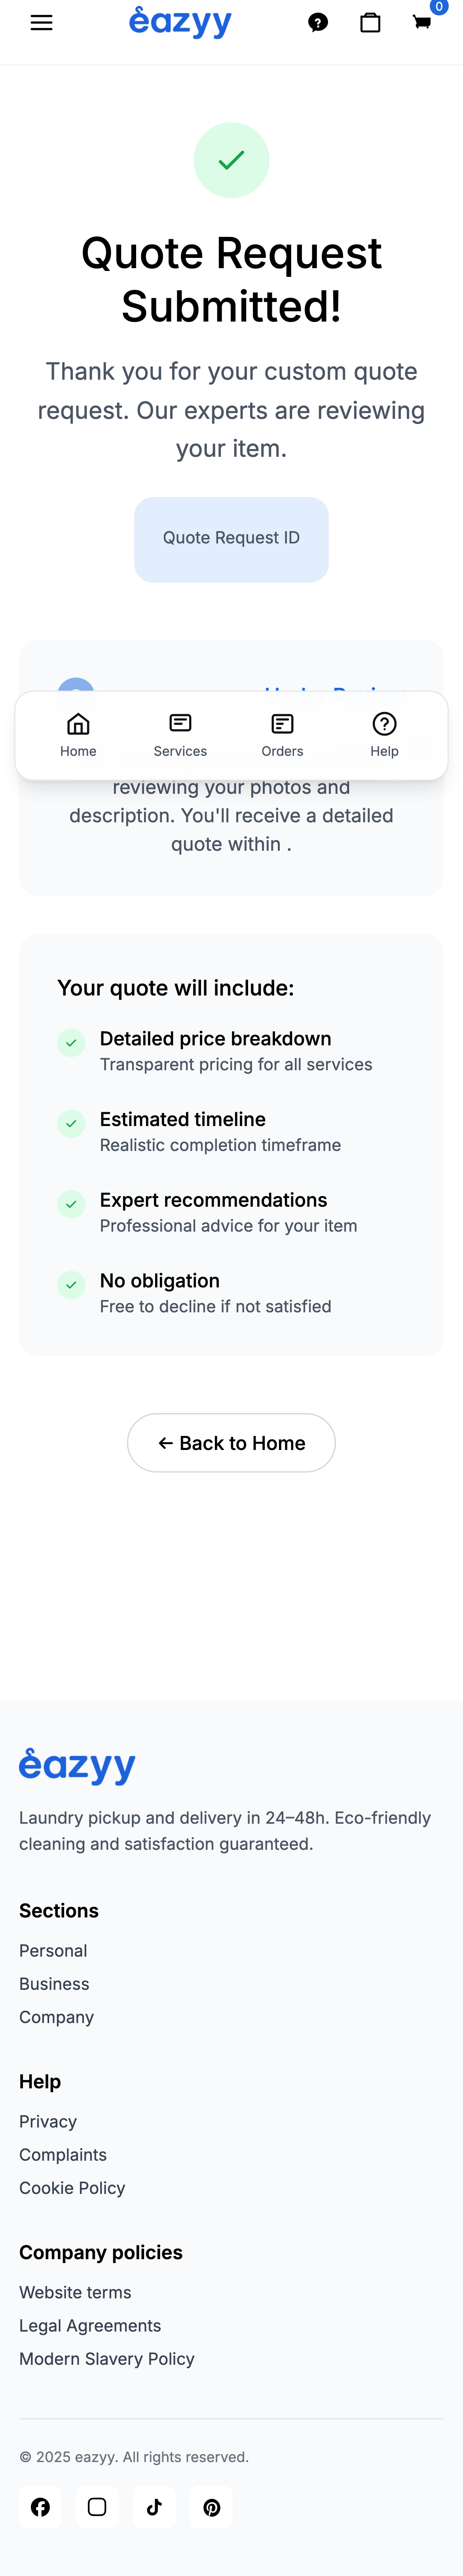 eazyy
0
Quote Request
Submitted!
Thank you for your custom quote
request. Our experts are reviewing
your item.
Quote Request ID
Home
Services
Orders
Help
reviewing your photos and
description. You'll receive a detailed
quote within .
Your quote will include:
Detailed price breakdown
Transparent pricing for all services
Estimated timeline
Realistic completion timeframe
Expert recommendations
Professional advice for your item
No obligation
Free to decline if not satisfied
← Back to Home
eazyy
Laundry pickup and delivery in 24–48h. Eco-friendly
cleaning and satisfaction guaranteed.
Sections
Personal
Business
Company
Help
Privacy
Complaints
Cookie Policy
Company policies
Website terms
Legal Agreements
Modern Slavery Policy
© 2025 eazyy. All rights reserved.